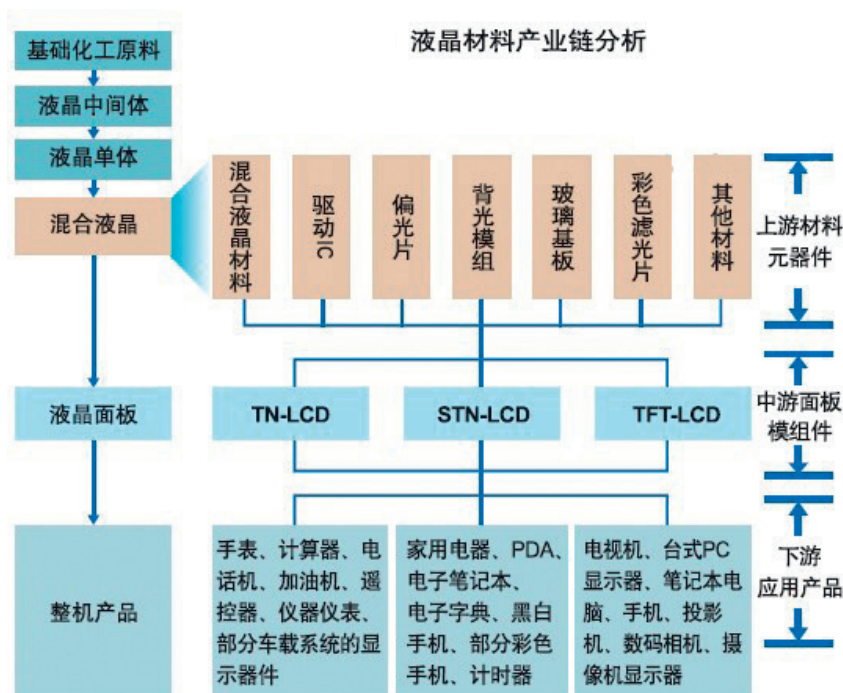 液晶材料产业链分析
基础化工原料
液晶中间体
液晶单体
混合液晶
混合液晶材料
驱动IC
偏光片
背光模组
玻璃基板
彩色滤光片
其他材料
上游材料
元器件
液晶面板
TN-LCD
STN-LCD
TFT-LCD
中游面板
模组件
整机产品
手表、计算器、电
话机、加油机、遥
控器、仪器仪表、
部分车载系统的显
示器件
家用电器、PDA、
电子笔记本、
电子字典、黑白
手机、部分彩色
手机、计时器
电视机、台式PC
显示器、笔记本电
脑、手机、投影
机、数码相机、摄
像机显示器
下游
应用产品